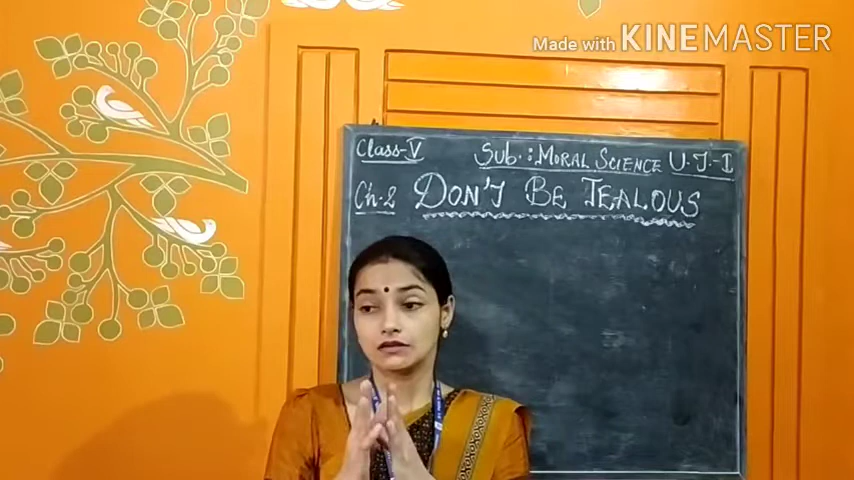 Made with KINEMASTER
Class-V Sub.: MORAL SCIENCE U.T.-I
Ch.2 DON'T BE JEALOUS